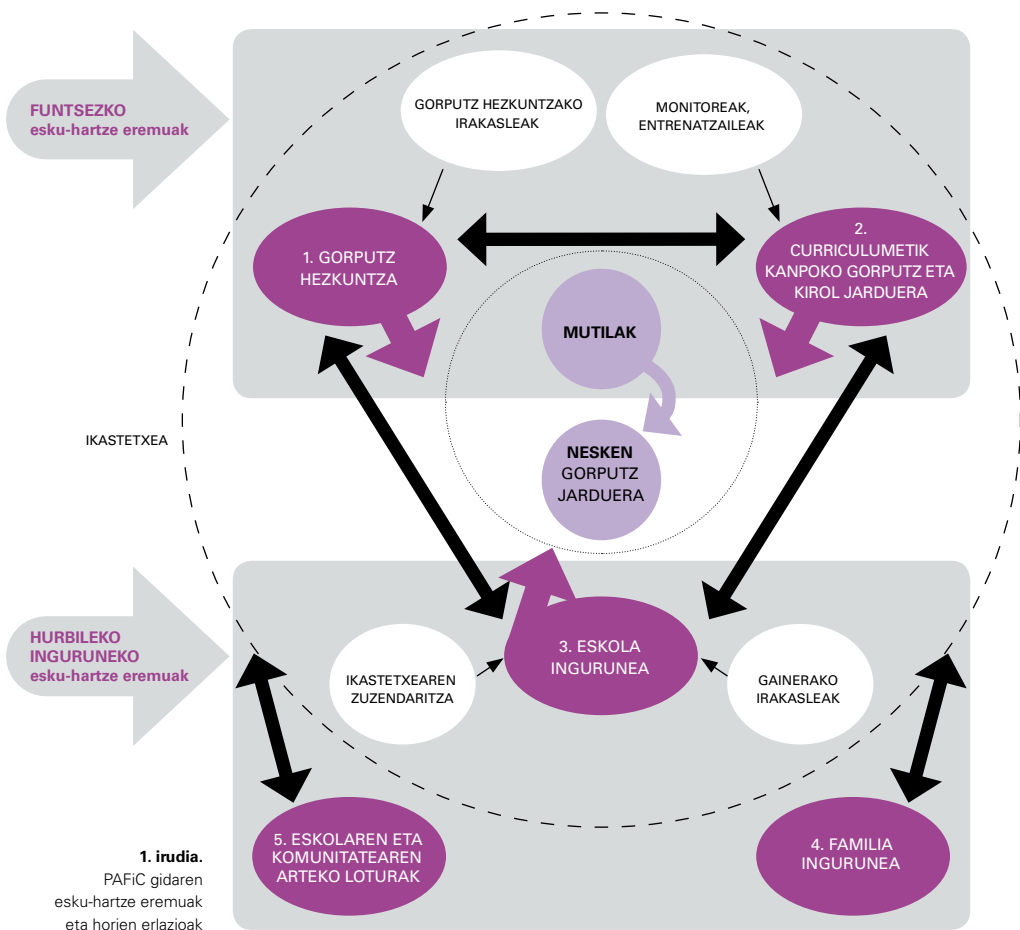 FUNTSEZKO
esku-hartze eremuak
GORPUTZ HEZKUNTZAKO
IRAKASLEAK
MONITOREAK,
ENTRENATZAILEAK
1. GORPUTZ
HEZKUNTZA
2.
CURRICULUMETIK
KANPOKO GORPUTZ ETA
KIROL JARDUERA
MUTILAK
IKASTETXEA
NESKEN
GORPUTZ
JARDUERA
HURBILEKO
INGURUNEKO
esku-hartze eremuak
IKASTETXEAREN
ZUZENDARITZA
3. ESKOLA
INGURUNEA
GAINERAKO
IRAKASLEAK
5. ESKOLAREN ETA
KOMUNITATEAREN
ARTEKO LOTURAK
4. FAMILIA
INGURUNEA
1. irudia.
PAFiC gidaren
esku-hartze eremuak
eta horien erlazioak